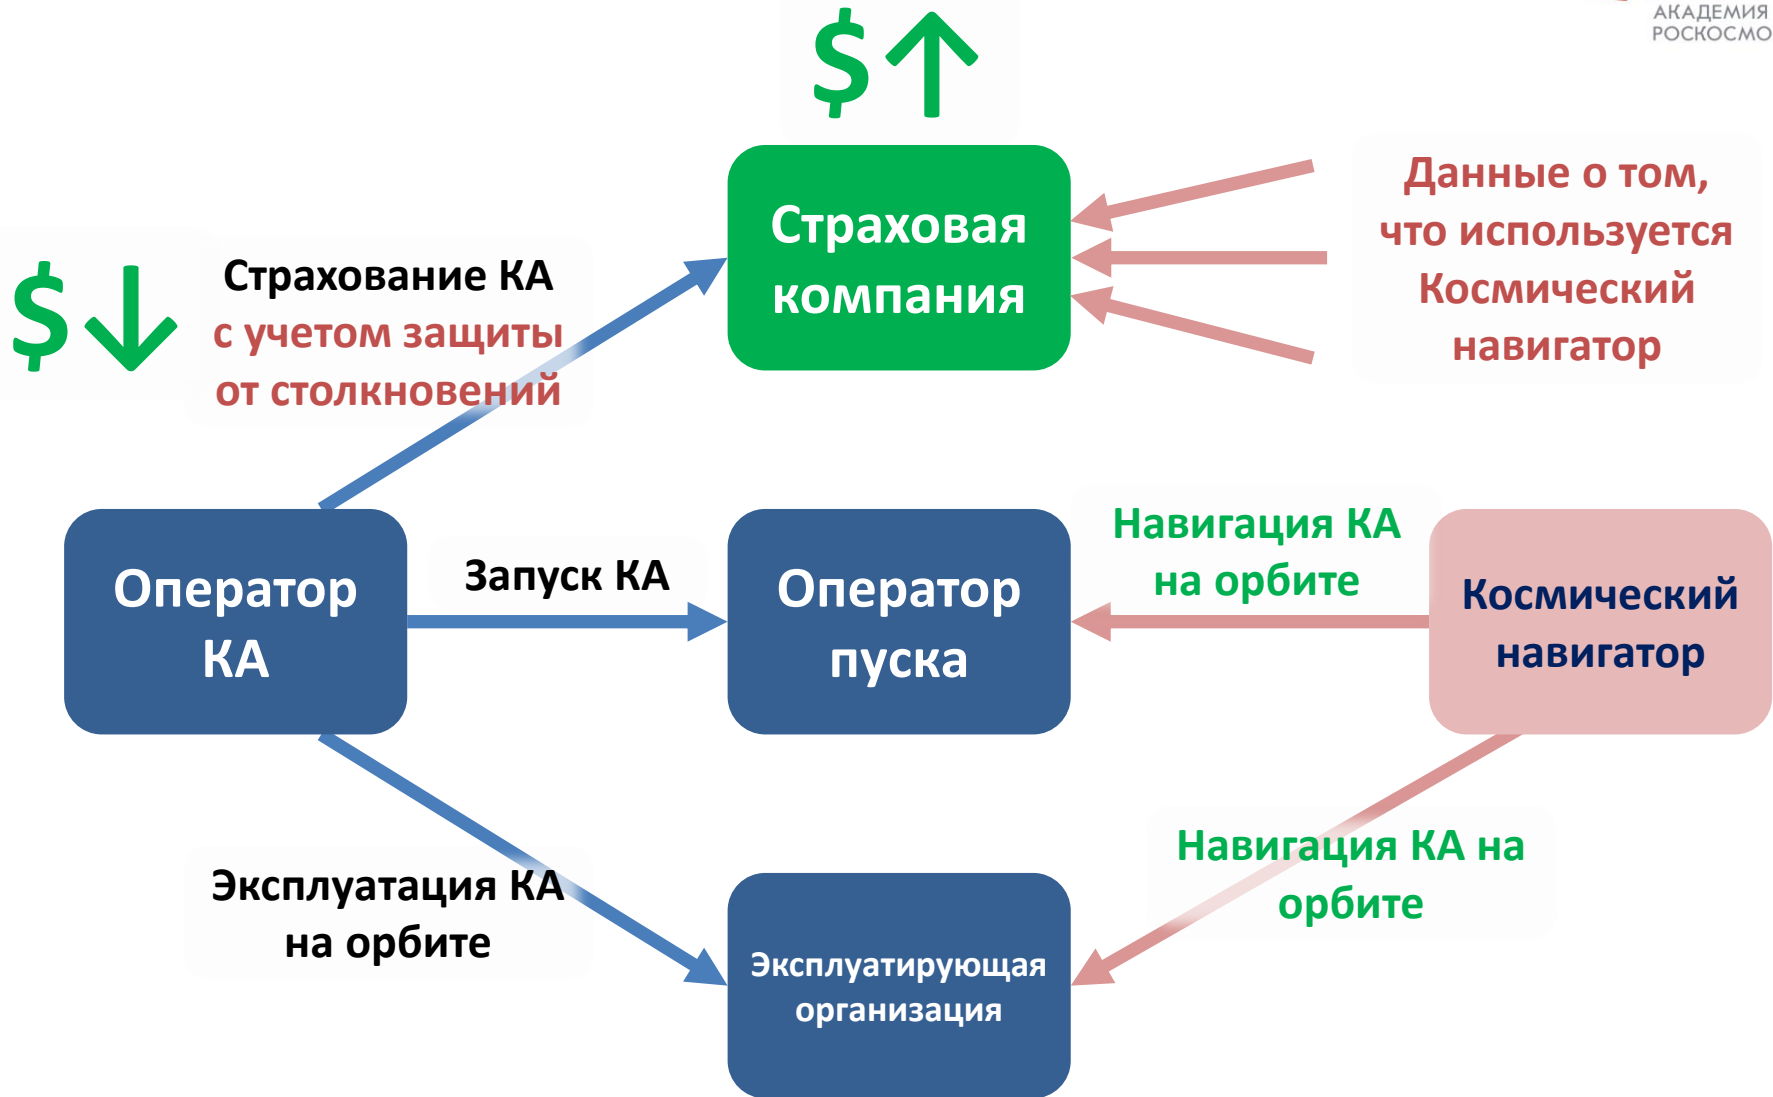 АКАДЕМИЯ
РОСКОСМО
$↑
Страховая
компания
Данные о том,
что используется
Космический
навигатор
$↓
Страхование КА
с учетом защиты
от столкновений
Оператор
КА
Запуск КА
Оператор
пуска
Навигация КА
на орбите
Космический
навигатор
Эксплуатация КА
на орбите
Эксплуатирующая
организация
Навигация КА на
орбите